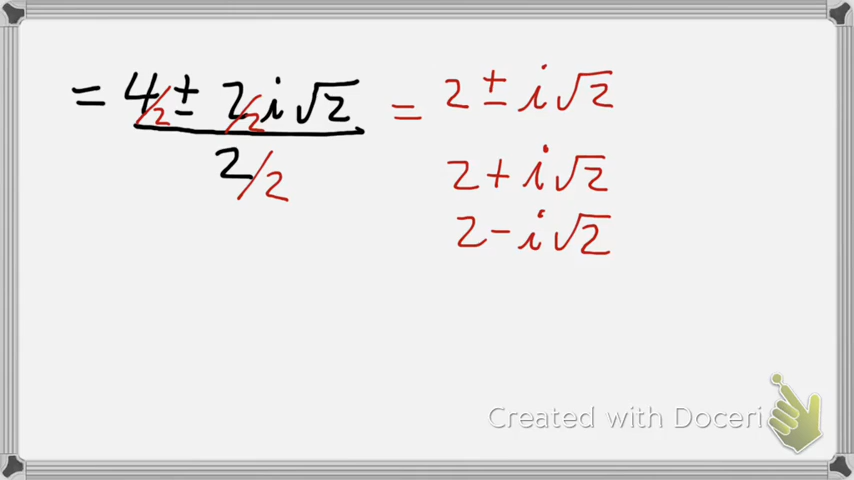 = 4/2 ± 2/2 i√2 = 2 ± i√2
2/2
2 + i√2
2 - i√2
Created with Doceri